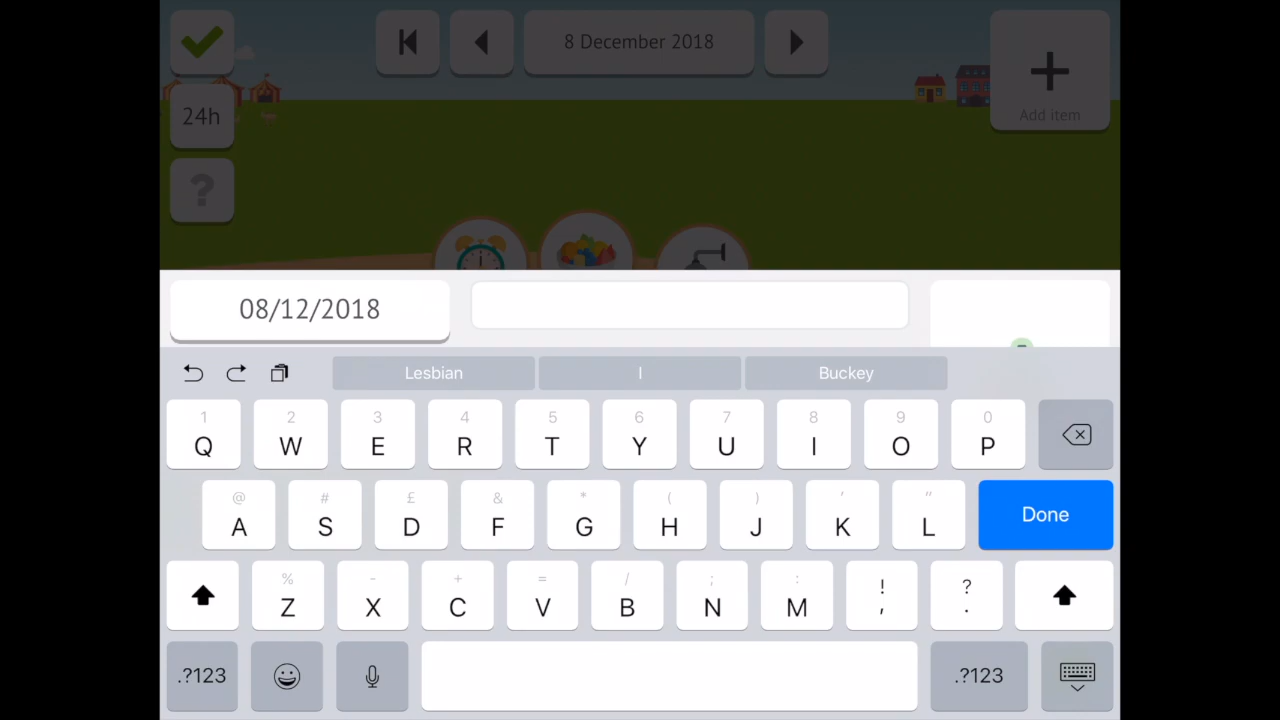 8 December 2018
24h
?
Add item
08/12/2018
Lesbian I Buckey
1 2 3 4 5 6 7 8 9 0
Q W E R T Y U I O P
@ # £ & * ( ) ' "
A S D F G H J K L Done
% - + = / ; : ! ?
Z X C V B N M , .
.?123 .?123